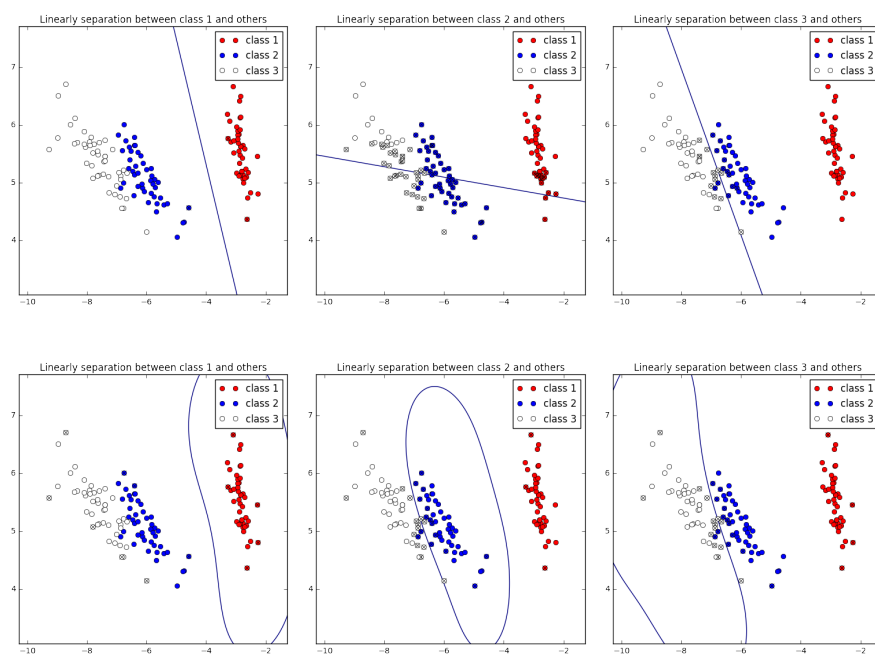 Linearly separation between class 1 and others
class 1
class 2
class 3
7
6
5
4
−10
−8
−6
−4
−2
Linearly separation between class 2 and others
class 1
class 2
class 3
7
6
5
4
−10
−8
−6
−4
−2
Linearly separation between class 3 and others
class 1
class 2
class 3
7
6
5
4
−10
−8
−6
−4
−2
Linearly separation between class 1 and others
class 1
class 2
class 3
7
6
5
4
−10
−8
−6
−4
−2
Linearly separation between class 2 and others
class 1
class 2
class 3
7
6
5
4
−10
−8
−6
−4
−2
Linearly separation between class 3 and others
class 1
class 2
class 3
7
6
5
4
−10
−8
−6
−4
−2